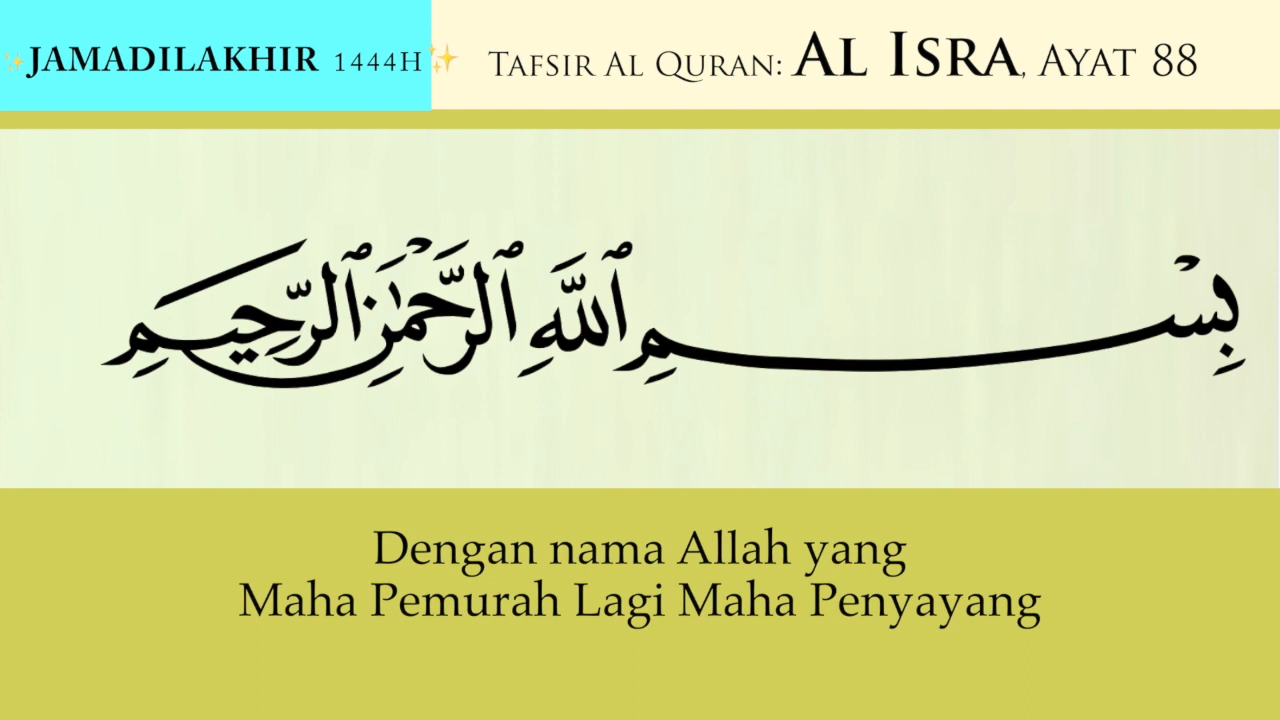 ✨JAMADILAKHIR 1444H✨
TAFSIR AL QURAN: AL ISRA, AYAT 88
بِسْمِ ٱللَّهِ ٱلرَّحْمَٰنِ ٱلرَّحِيمِ
Dengan nama Allah yang
Maha Pemurah Lagi Maha Penyayang